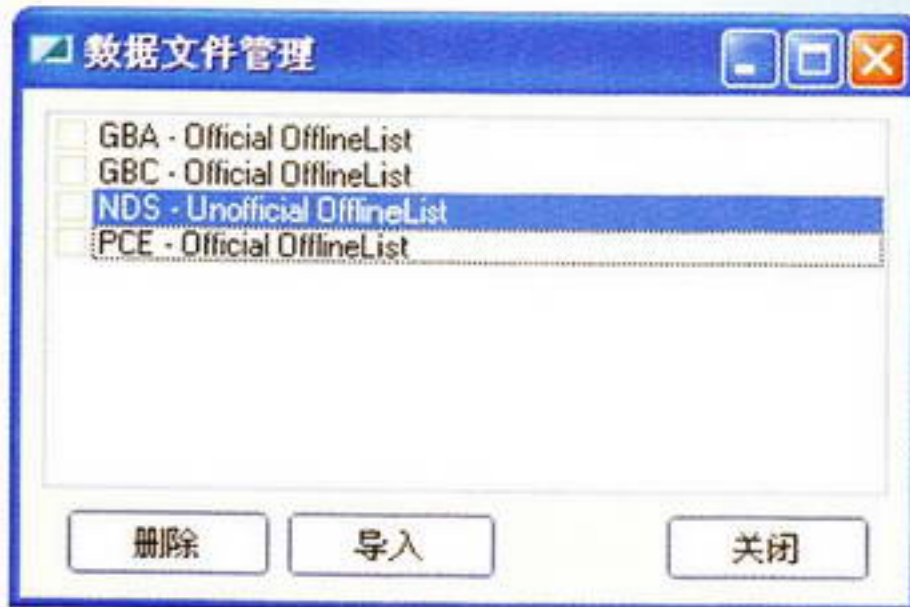 数据文件管理
GBA - Official OfflineList
GBC - Official OfflineList
NDS - Unofficial OfflineList
PCE - Official OfflineList
删除 导入 关闭